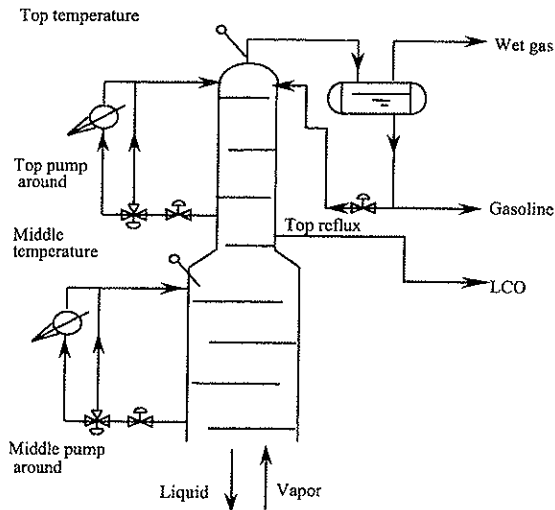 Top temperature
Wet gas
Top pump
around
Gasoline
Top reflux
Middle
temperature
LCO
Middle pump
around
Liquid
Vapor